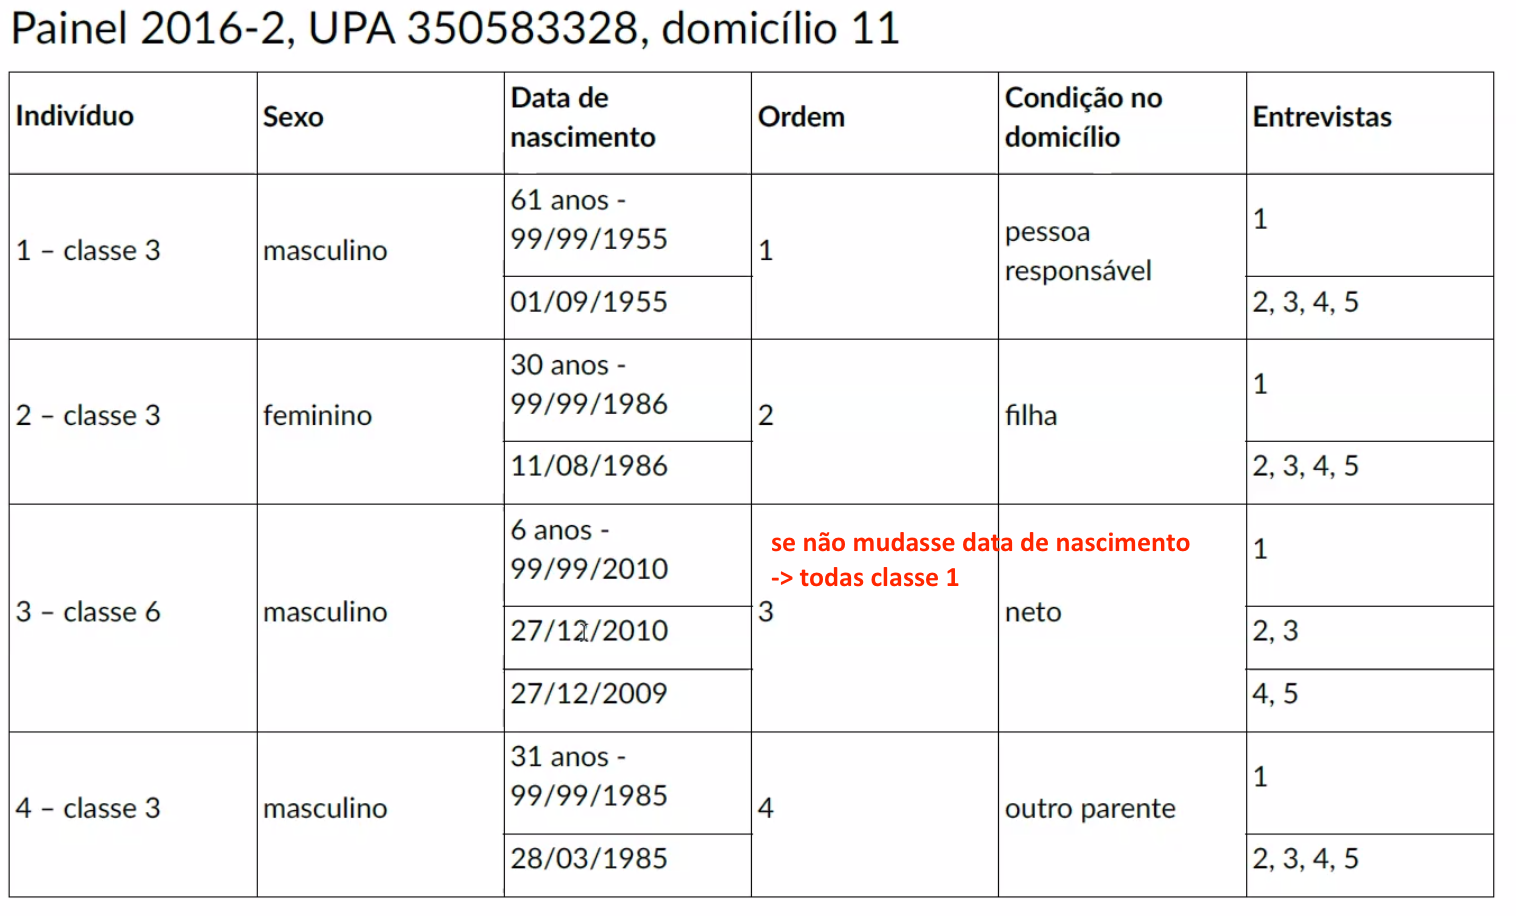 Painel 2016-2, UPA 350583328, domicílio 11
Indivíduo
Sexo
Data de
nascimento
Ordem
Condição no
domicílio
Entrevistas
1 – classe 3
masculino
61 anos -
99/99/1955
01/09/1955
1
pessoa
responsável
1
2, 3, 4, 5
2 – classe 3
feminino
30 anos -
99/99/1986
11/08/1986
2
filha
1
2, 3, 4, 5
3 – classe 6
masculino
6 anos -
99/99/2010
27/12/2010
27/12/2009
se não mudasse data de nascimento
-> todas classe 1
3
neto
1
2, 3
4, 5
4 – classe 3
masculino
31 anos -
99/99/1985
28/03/1985
4
outro parente
1
2, 3, 4, 5